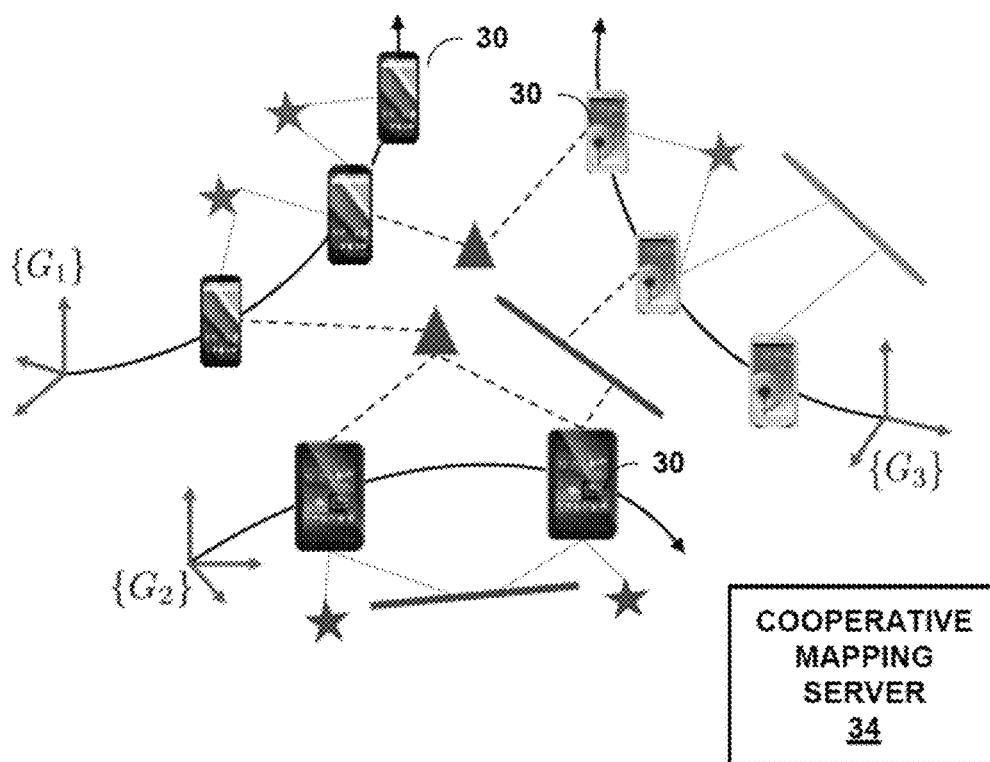 30
30
{G₁}
{G₃}
30
{G₂}
COOPERATIVE
MAPPING
SERVER
34